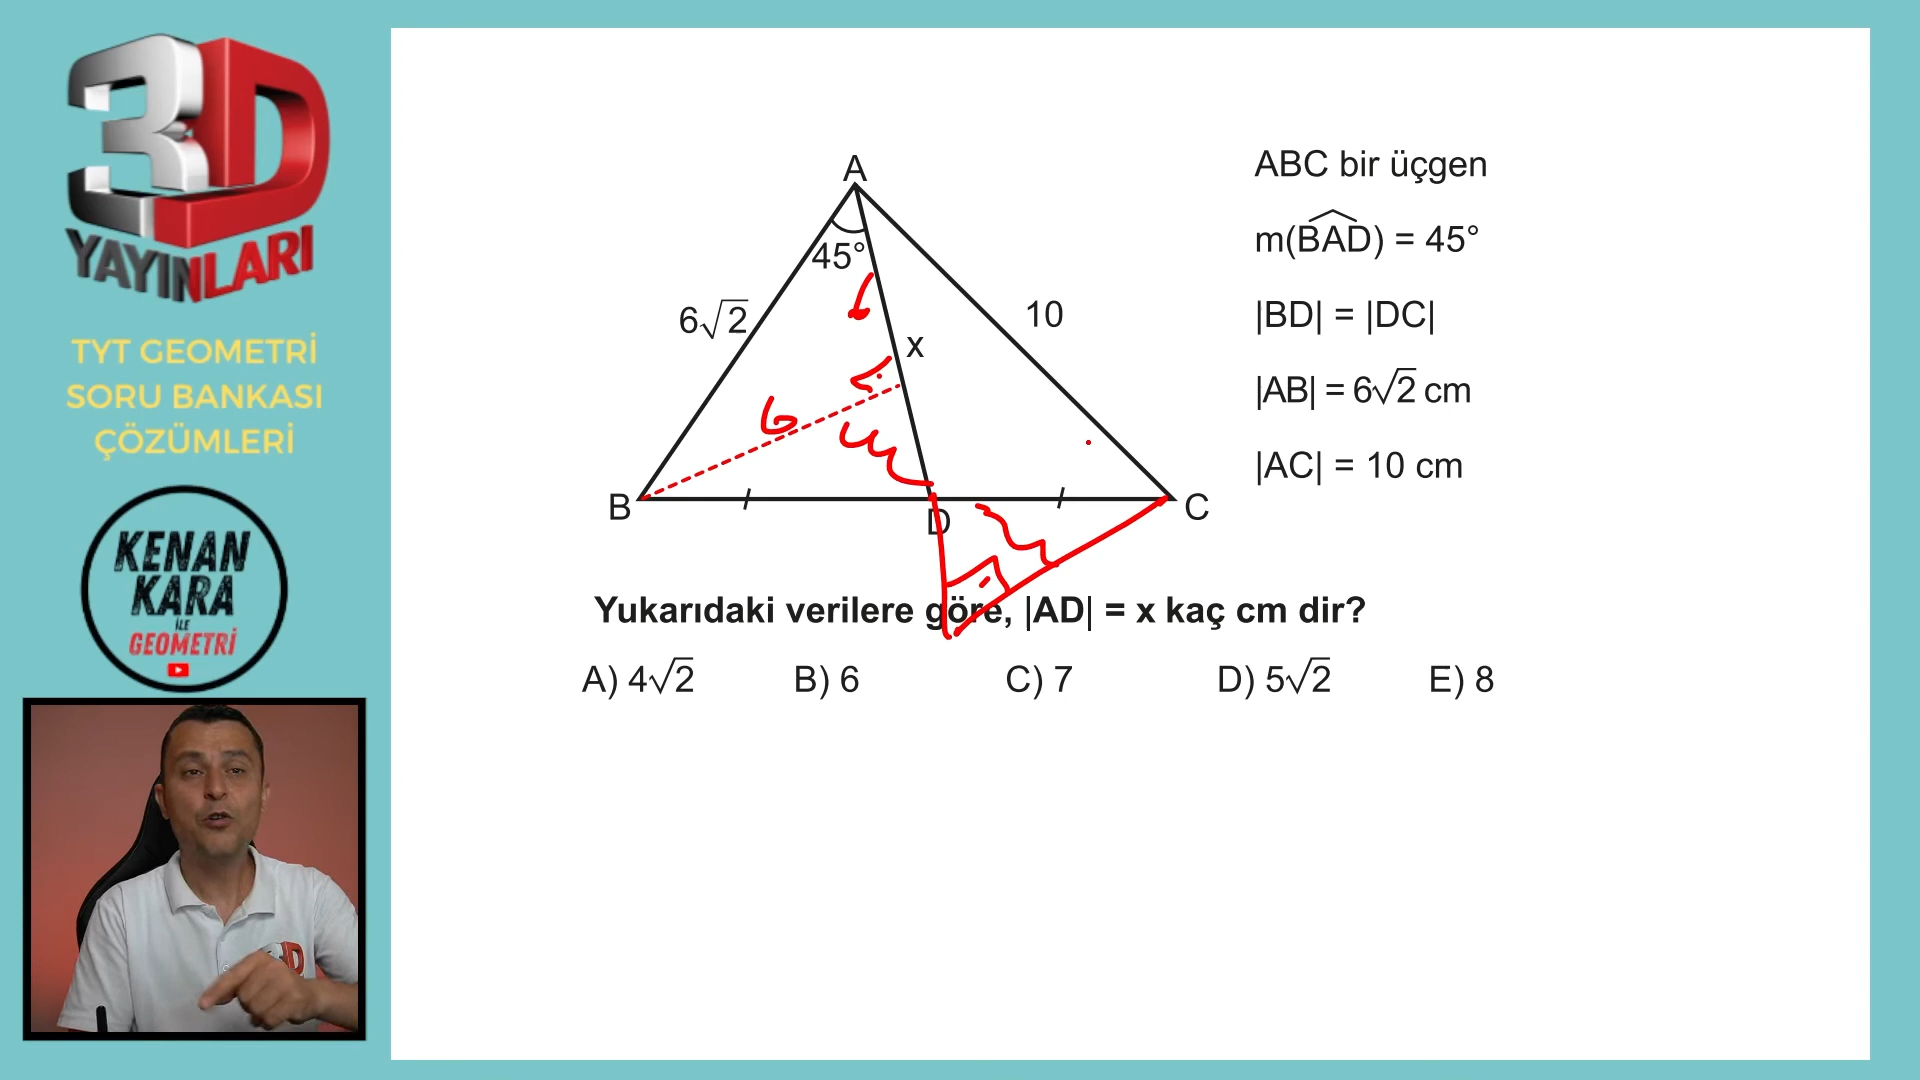 3D
YAYINLARI
TYT GEOMETRİ
SORU BANKASI
ÇÖZÜMLERİ
KENAN
KARA
İLE
GEOMETRİ
A
45°
6
6√2
x
10
6
B
D
C
ABC bir üçgen
m(BAD) = 45°
|BD| = |DC|
|AB| = 6√2 cm
|AC| = 10 cm
Yukarıdaki verilere göre, |AD| = x kaç cm dir?
A) 4√2 B) 6 C) 7 D) 5√2 E) 8
3D